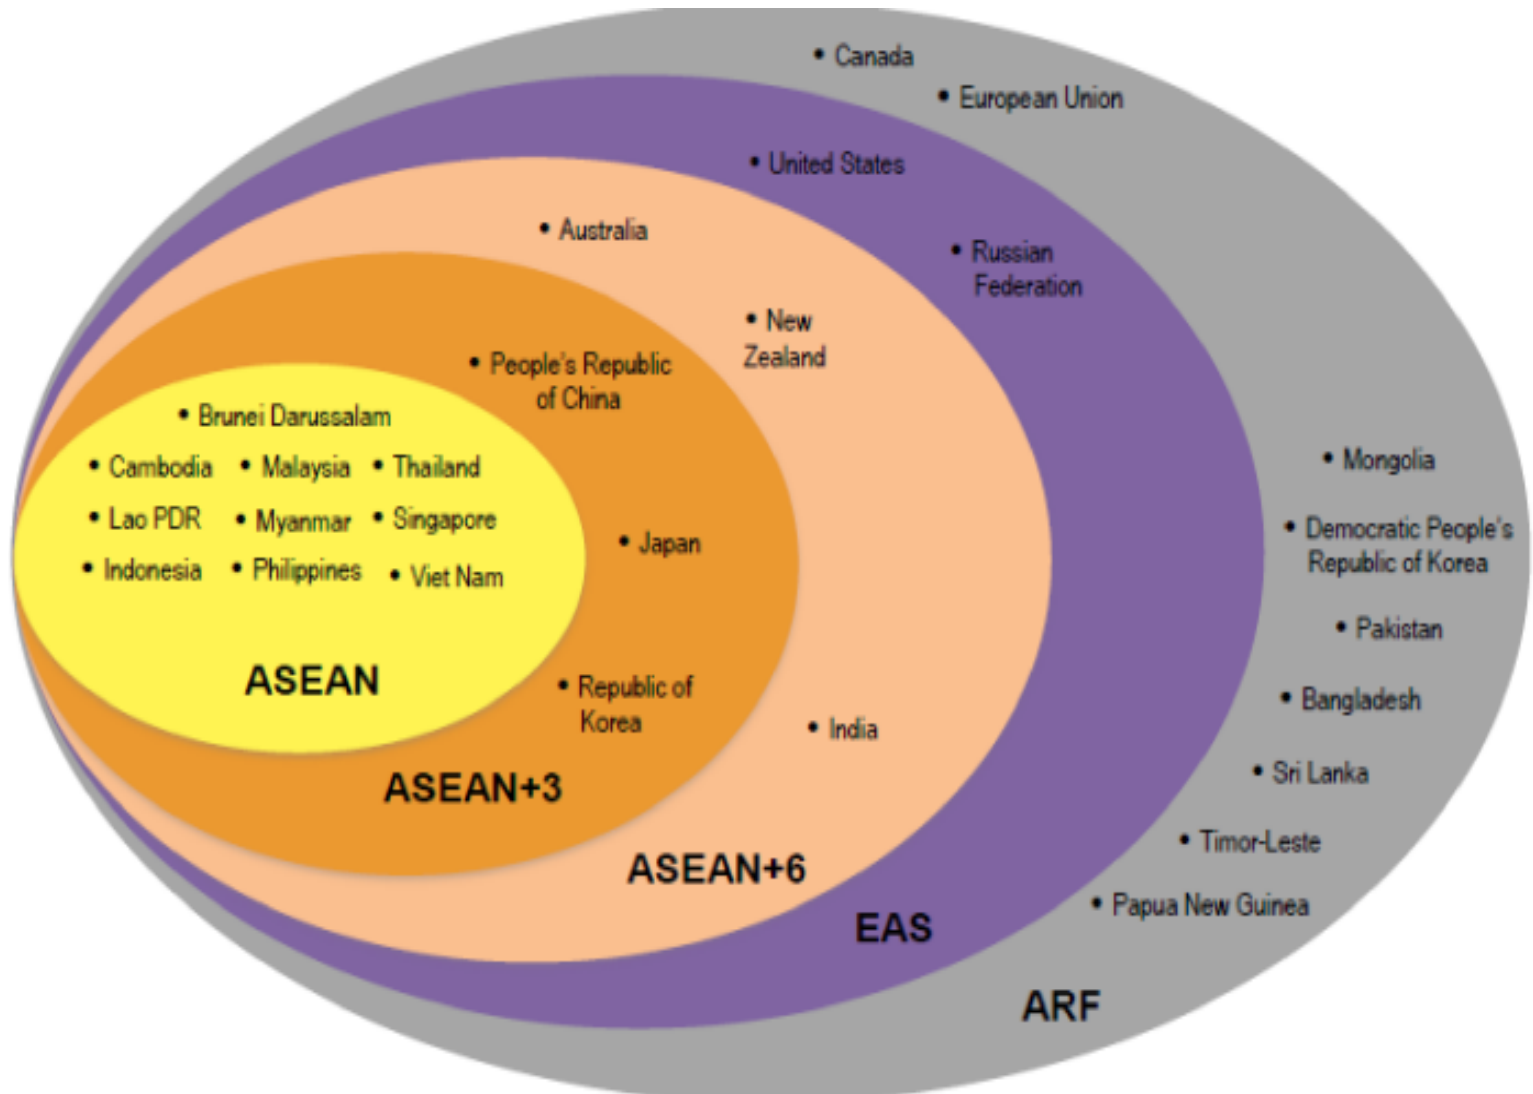 • Canada
• European Union
• United States
• Australia
• Russian
Federation
• New
Zealand
• People's Republic
of China
• Brunei Darussalam
• Cambodia • Malaysia • Thailand
• Lao PDR • Myanmar • Singapore
• Indonesia • Philippines • Viet Nam
ASEAN
• Japan
• Republic of
Korea
ASEAN+3
• India
ASEAN+6
EAS
• Mongolia
• Democratic People's
Republic of Korea
• Pakistan
• Bangladesh
• Sri Lanka
• Timor-Leste
• Papua New Guinea
ARF